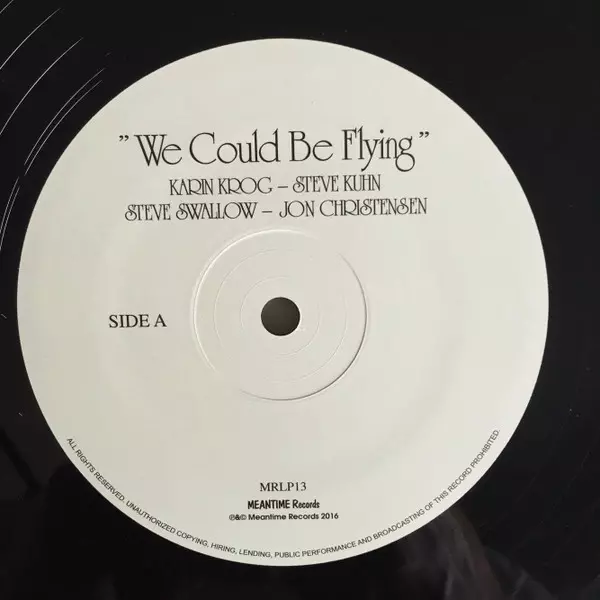 "We Could Be Flying"
KARIN KROG – STEVE KUHN
STEVE SWALLOW – JON CHRISTENSEN
SIDE A
MRLP13
MEANTIME Records
℗&© Meantime Records 2016
ALL RIGHTS RESERVED. UNAUTHORIZED COPYING, HIRING, LENDING, PUBLIC PERFORMANCE AND BROADCASTING OF THIS RECORD PROHIBITED.